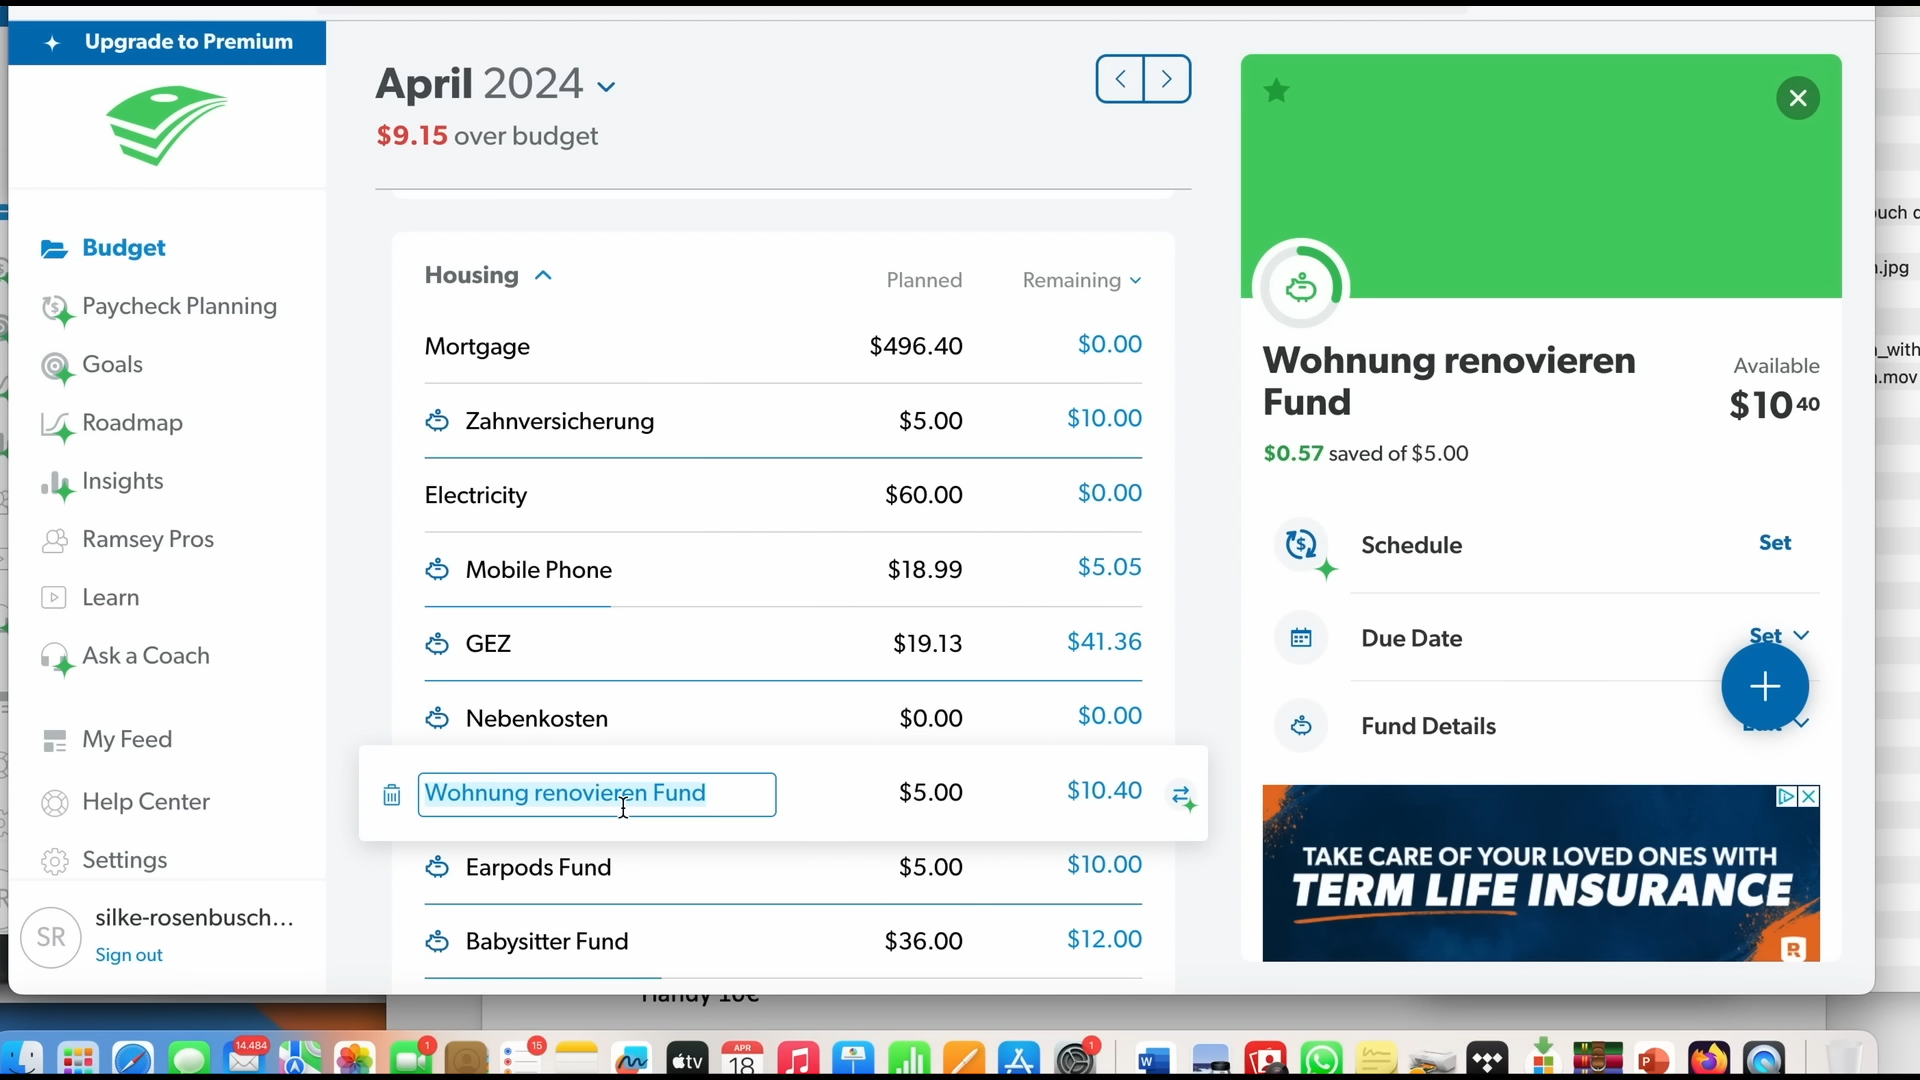 Upgrade to Premium
April 2024
$9.15 over budget
Budget
Paycheck Planning
Goals
Roadmap
Insights
Ramsey Pros
Learn
Ask a Coach
My Feed
Help Center
Settings
SR
silke-rosenbusch...
Sign out
Housing Planned Remaining
Mortgage $496.40 $0.00
Zahnversicherung $5.00 $10.00
Electricity $60.00 $0.00
Mobile Phone $18.99 $5.05
GEZ $19.13 $41.36
Nebenkosten $0.00 $0.00
Wohnung renovieren Fund $5.00 $10.40
Earpods Fund $5.00 $10.00
Babysitter Fund $36.00 $12.00
Wohnung renovieren
Fund
Available
$10 40
$0.57 saved of $5.00
Schedule Set
Due Date Set
Fund Details
TAKE CARE OF YOUR LOVED ONES WITH
TERM LIFE INSURANCE
R
.jpg
_with
.mov
14.484
1
15
tv
APR
18
1
W
P